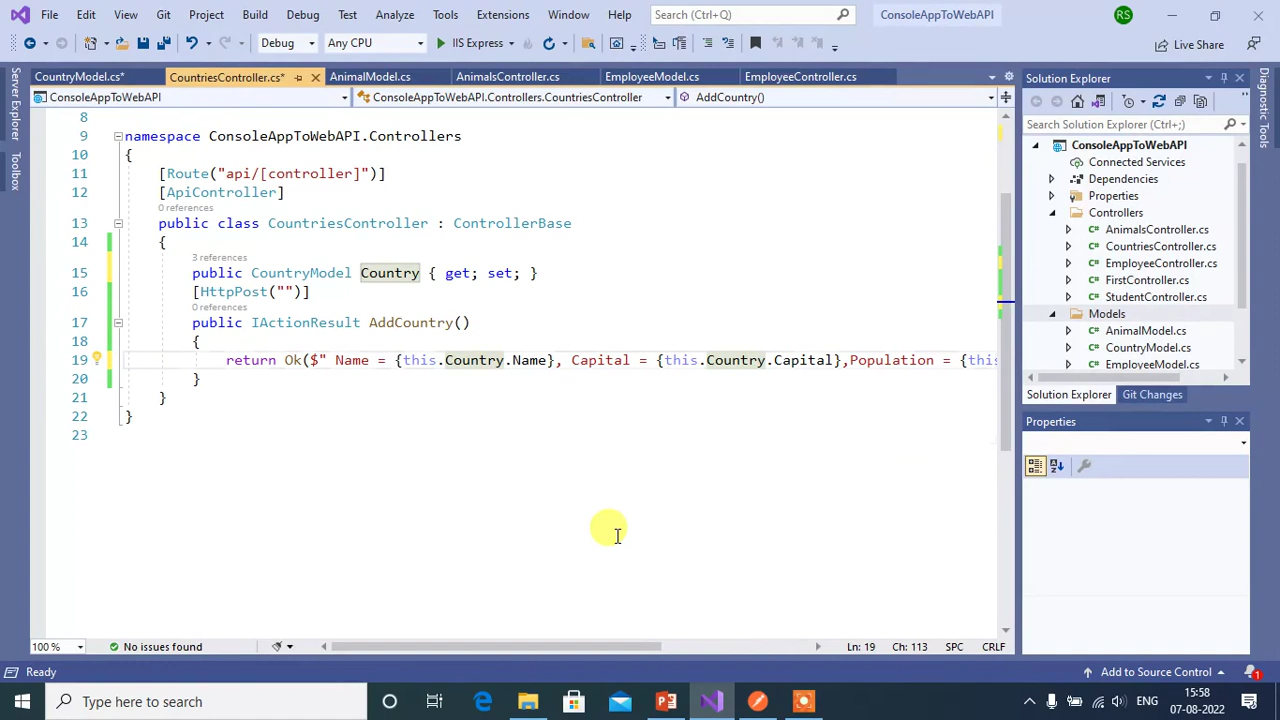 File Edit View Git Project Build Debug Test Analyze Tools Extensions Window Help Search (Ctrl+Q) ConsoleAppToWebAPI RS
Debug Any CPU IIS Express Live Share
Server Explorer
Toolbox
CountryModel.cs* CountriesController.cs* AnimalModel.cs AnimalsController.cs EmployeeModel.cs EmployeeController.cs
ConsoleAppToWebAPI ConsoleAppToWebAPI.Controllers.CountriesController AddCountry()
8
9 namespace ConsoleAppToWebAPI.Controllers
10 {
11 [Route("api/[controller]")]
12 [ApiController]
0 references
13 public class CountriesController : ControllerBase
14 {
3 references
15 public CountryModel Country { get; set; }
16 [HttpPost("")]
0 references
17 public IActionResult AddCountry()
18 {
19 return Ok($" Name = {this.Country.Name}, Capital = {this.Country.Capital},Population = {this
20 }
21 }
22 }
23
100 % No issues found Ln: 19 Ch: 113 SPC CRLF
Solution Explorer
Search Solution Explorer (Ctrl+;)
ConsoleAppToWebAPI
Connected Services
Dependencies
Properties
Controllers
AnimalsController.cs
CountriesController.cs
EmployeeController.cs
FirstController.cs
StudentController.cs
Models
AnimalModel.cs
CountryModel.cs
EmployeeModel.cs
Solution Explorer Git Changes
Properties
Diagnostic Tools
Ready Add to Source Control 1
Type here to search ENG 15:58
07-08-2022